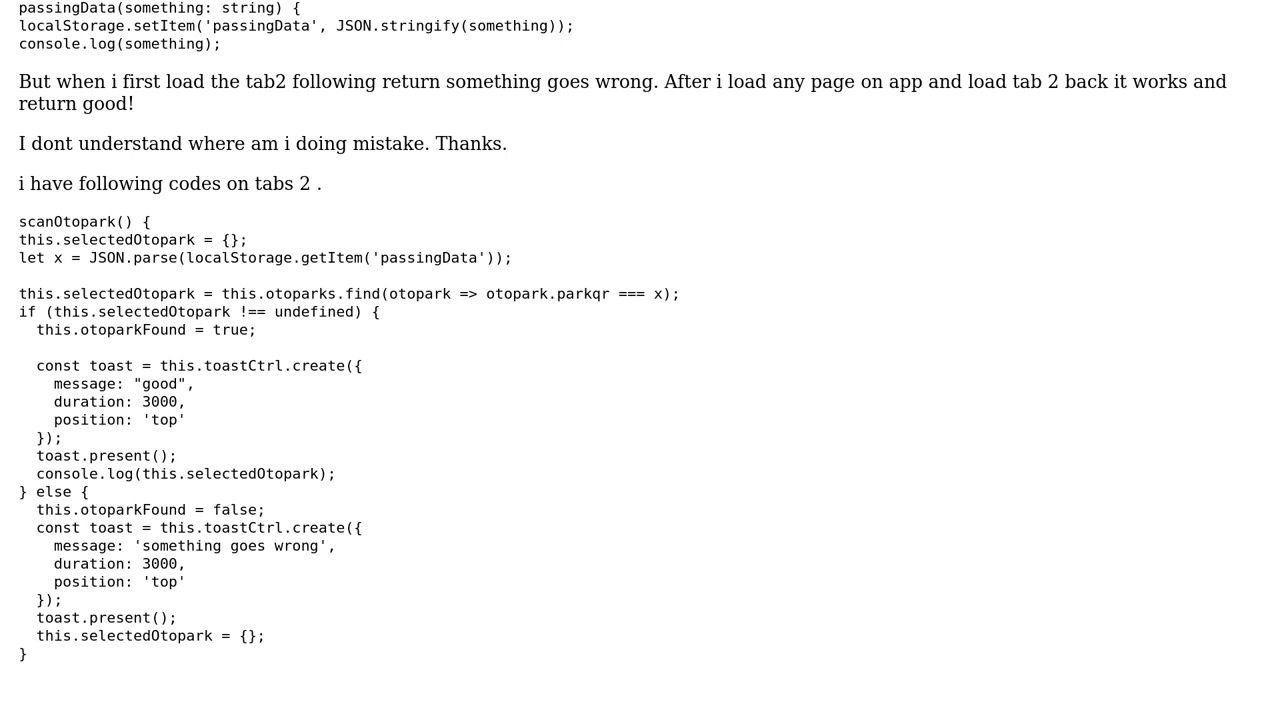 passingData(something: string) {
localStorage.setItem('passingData', JSON.stringify(something));
console.log(something);
But when i first load the tab2 following return something goes wrong. After i load any page on app and load tab 2 back it works and
return good!
I dont understand where am i doing mistake. Thanks.
i have following codes on tabs 2 .
scanOtopark() {
this.selectedOtopark = {};
let x = JSON.parse(localStorage.getItem('passingData'));
this.selectedOtopark = this.otoparks.find(otopark => otopark.parkqr === x);
if (this.selectedOtopark !== undefined) {
  this.otoparkFound = true;
  const toast = this.toastCtrl.create({
    message: "good",
    duration: 3000,
    position: 'top'
  });
  toast.present();
  console.log(this.selectedOtopark);
} else {
  this.otoparkFound = false;
  const toast = this.toastCtrl.create({
    message: 'something goes wrong',
    duration: 3000,
    position: 'top'
  });
  toast.present();
  this.selectedOtopark = {};
}